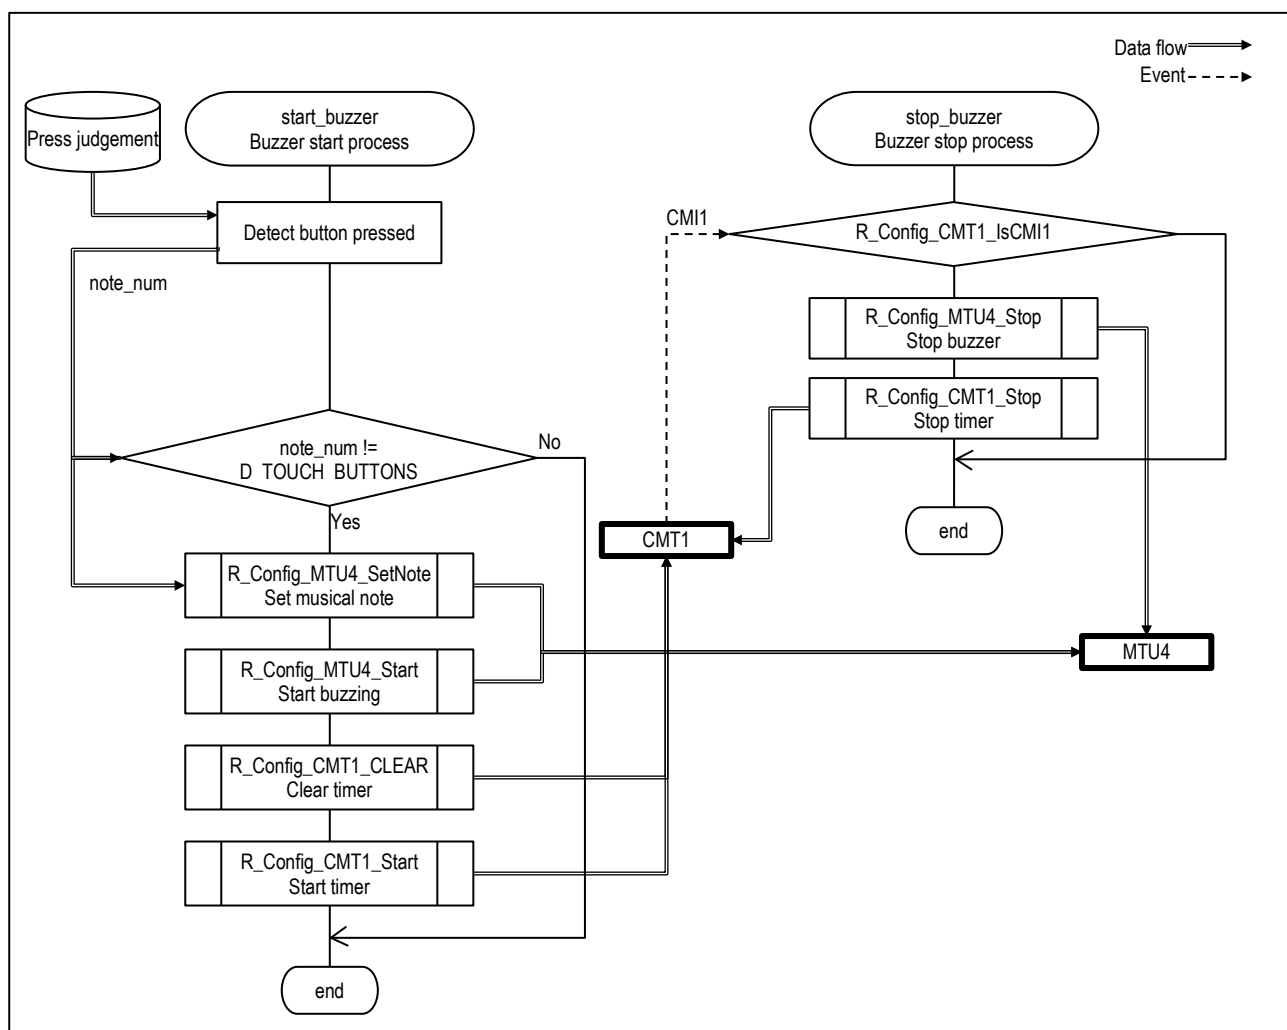 Data flow
Event
Press judgement
start_buzzer
Buzzer start process
Detect button pressed
note_num
note_num !=
D_TOUCH_BUTTONS
No
Yes
R_Config_MTU4_SetNote
Set musical note
R_Config_MTU4_Start
Start buzzing
R_Config_CMT1_CLEAR
Clear timer
R_Config_CMT1_Start
Start timer
end
stop_buzzer
Buzzer stop process
CMI1
R_Config_CMT1_IsCMI1
R_Config_MTU4_Stop
Stop buzzer
R_Config_CMT1_Stop
Stop timer
end
CMT1
MTU4